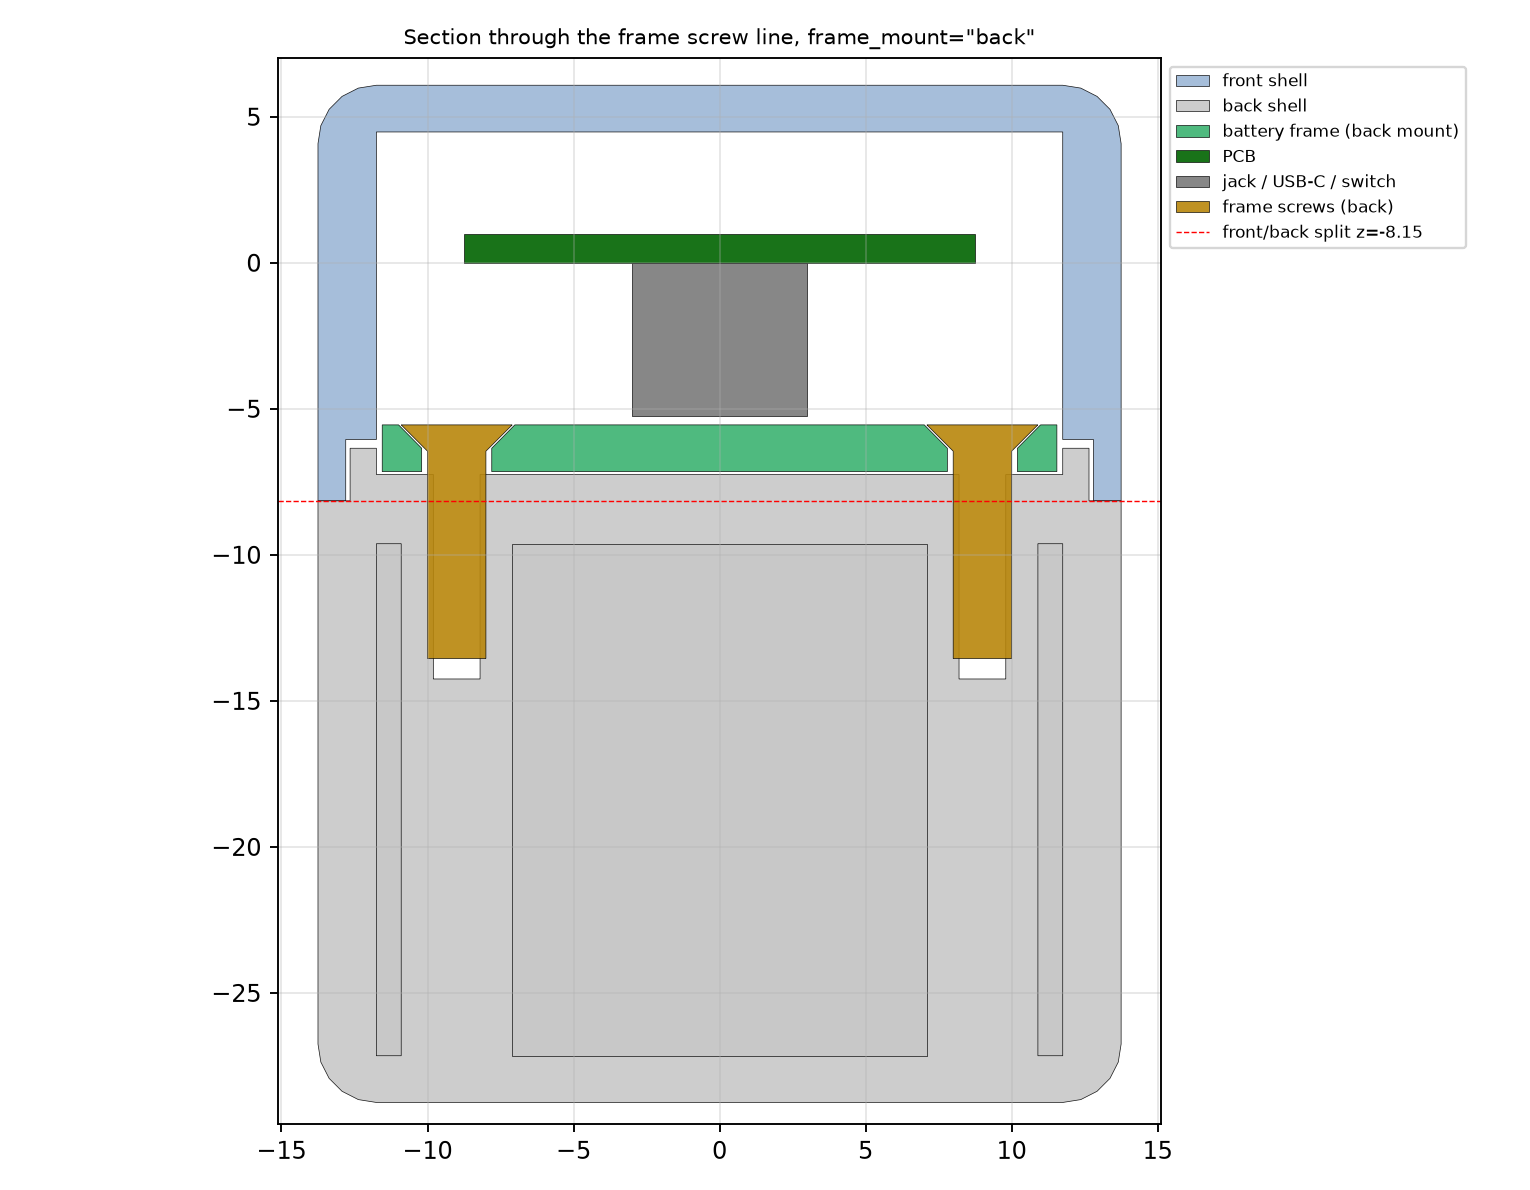 Section through the frame screw line, frame_mount="back"
front shell
back shell
battery frame (back mount)
PCB
jack / USB-C / switch
frame screws (back)
front/back split z=-8.15
5
0
−5
−10
−15
−20
−25
−15
−10
−5
0
5
10
15